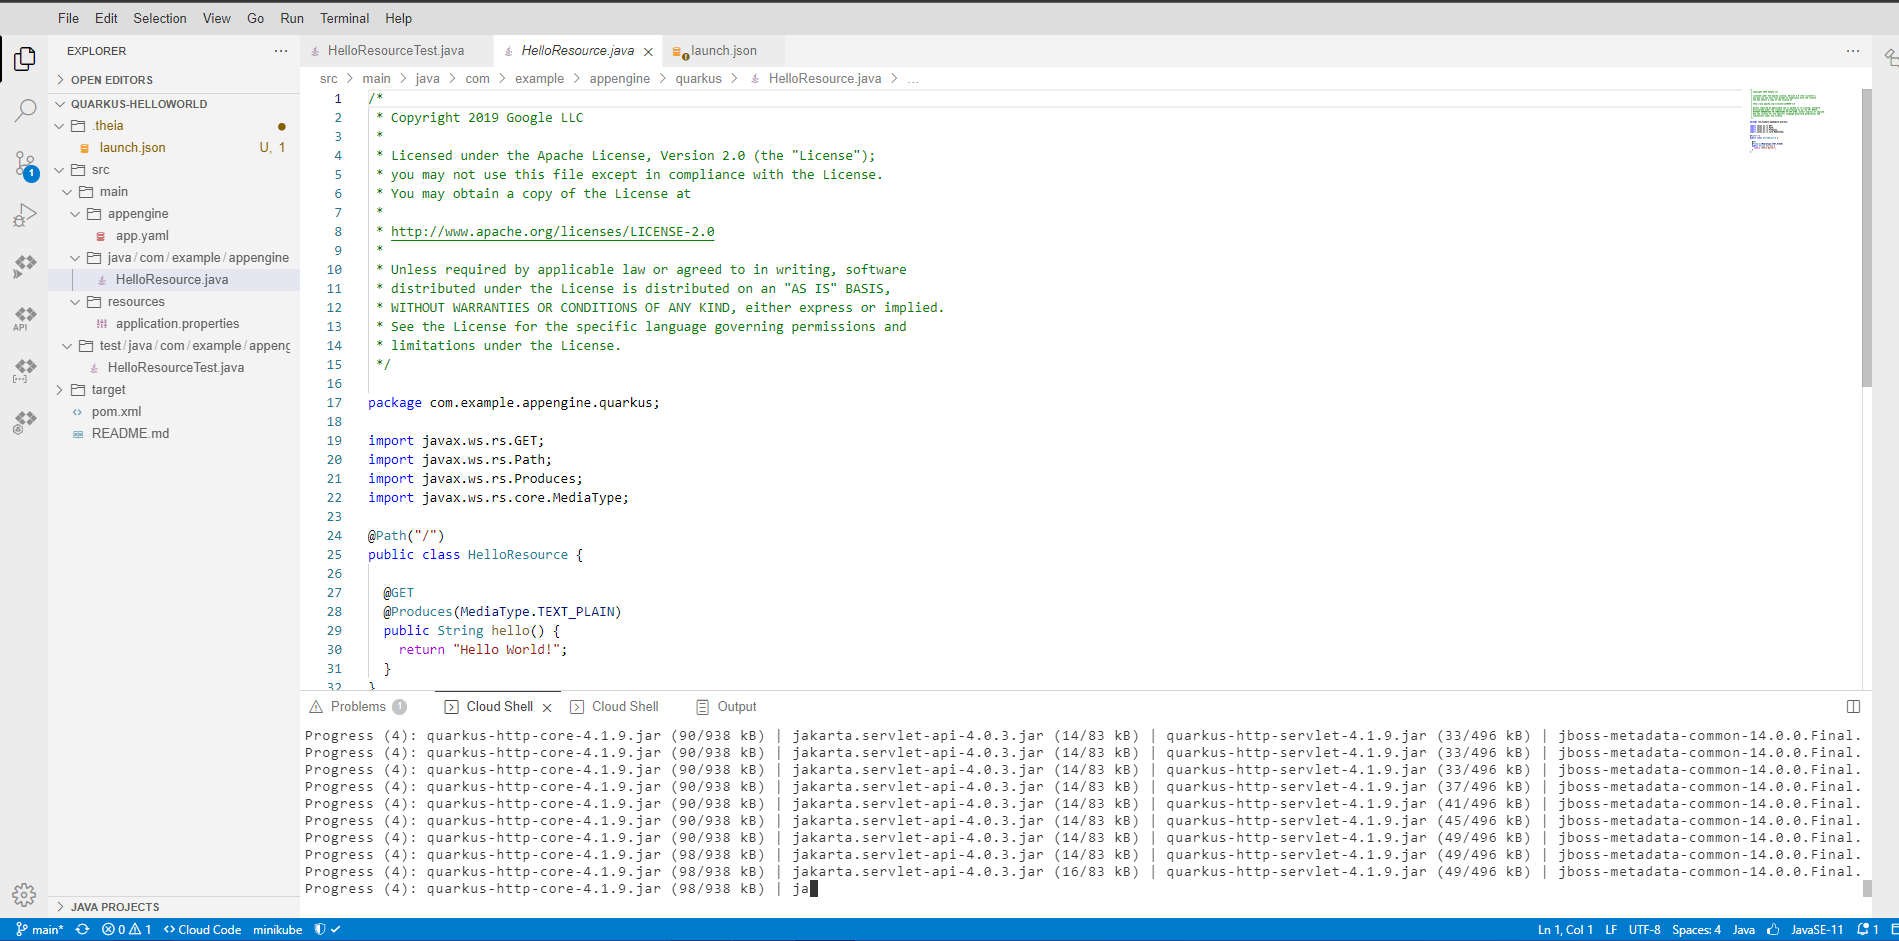 File Edit Selection View Go Run Terminal Help
EXPLORER
OPEN EDITORS
QUARKUS-HELLOWORLD
.theia
launch.json U, 1
src
main
appengine
app.yaml
java/com/example/appengine
HelloResource.java
resources
application.properties
test/java/com/example/appeng
HelloResourceTest.java
target
pom.xml
README.md
JAVA PROJECTS
1
API
HelloResourceTest.java HelloResource.java launch.json
src > main > java > com > example > appengine > quarkus > HelloResource.java > …
1 /*
2 * Copyright 2019 Google LLC
3 *
4 * Licensed under the Apache License, Version 2.0 (the "License");
5 * you may not use this file except in compliance with the License.
6 * You may obtain a copy of the License at
7 *
8 * http://www.apache.org/licenses/LICENSE-2.0
9 *
10 * Unless required by applicable law or agreed to in writing, software
11 * distributed under the License is distributed on an "AS IS" BASIS,
12 * WITHOUT WARRANTIES OR CONDITIONS OF ANY KIND, either express or implied.
13 * See the License for the specific language governing permissions and
14 * limitations under the License.
15 */
16
17 package com.example.appengine.quarkus;
18
19 import javax.ws.rs.GET;
20 import javax.ws.rs.Path;
21 import javax.ws.rs.Produces;
22 import javax.ws.rs.core.MediaType;
23
24 @Path("/")
25 public class HelloResource {
26
27 @GET
28 @Produces(MediaType.TEXT_PLAIN)
29 public String hello() {
30 return "Hello World!";
31 }
32 }
Problems 1 Cloud Shell Cloud Shell Output
Progress (4): quarkus-http-core-4.1.9.jar (90/938 kB) | jakarta.servlet-api-4.0.3.jar (14/83 kB) | quarkus-http-servlet-4.1.9.jar (33/496 kB) | jboss-metadata-common-14.0.0.Final.
Progress (4): quarkus-http-core-4.1.9.jar (90/938 kB) | jakarta.servlet-api-4.0.3.jar (14/83 kB) | quarkus-http-servlet-4.1.9.jar (33/496 kB) | jboss-metadata-common-14.0.0.Final.
Progress (4): quarkus-http-core-4.1.9.jar (90/938 kB) | jakarta.servlet-api-4.0.3.jar (14/83 kB) | quarkus-http-servlet-4.1.9.jar (33/496 kB) | jboss-metadata-common-14.0.0.Final.
Progress (4): quarkus-http-core-4.1.9.jar (90/938 kB) | jakarta.servlet-api-4.0.3.jar (14/83 kB) | quarkus-http-servlet-4.1.9.jar (37/496 kB) | jboss-metadata-common-14.0.0.Final.
Progress (4): quarkus-http-core-4.1.9.jar (90/938 kB) | jakarta.servlet-api-4.0.3.jar (14/83 kB) | quarkus-http-servlet-4.1.9.jar (41/496 kB) | jboss-metadata-common-14.0.0.Final.
Progress (4): quarkus-http-core-4.1.9.jar (90/938 kB) | jakarta.servlet-api-4.0.3.jar (14/83 kB) | quarkus-http-servlet-4.1.9.jar (45/496 kB) | jboss-metadata-common-14.0.0.Final.
Progress (4): quarkus-http-core-4.1.9.jar (90/938 kB) | jakarta.servlet-api-4.0.3.jar (14/83 kB) | quarkus-http-servlet-4.1.9.jar (49/496 kB) | jboss-metadata-common-14.0.0.Final.
Progress (4): quarkus-http-core-4.1.9.jar (98/938 kB) | jakarta.servlet-api-4.0.3.jar (14/83 kB) | quarkus-http-servlet-4.1.9.jar (49/496 kB) | jboss-metadata-common-14.0.0.Final.
Progress (4): quarkus-http-core-4.1.9.jar (98/938 kB) | jakarta.servlet-api-4.0.3.jar (16/83 kB) | quarkus-http-servlet-4.1.9.jar (49/496 kB) | jboss-metadata-common-14.0.0.Final.
Progress (4): quarkus-http-core-4.1.9.jar (98/938 kB) | ja
main* 0 1 Cloud Code minikube Ln 1, Col 1 LF UTF-8 Spaces: 4 Java JavaSE-11 1